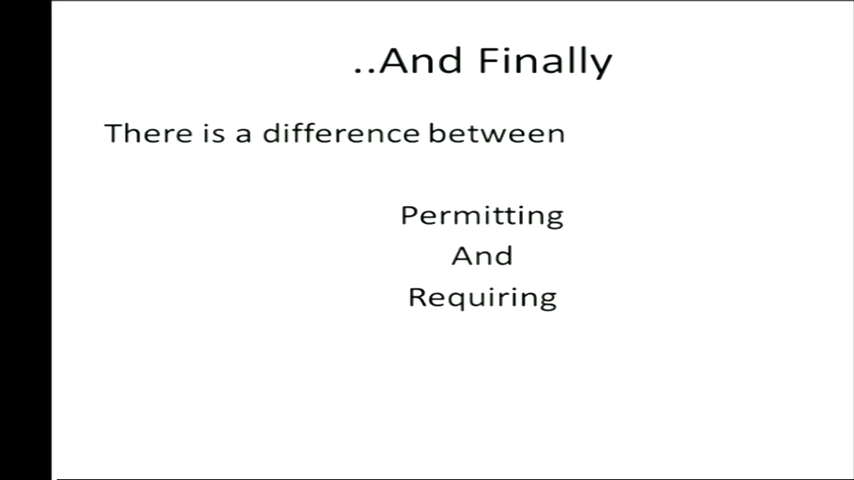 ..And Finally
There is a difference between
Permitting
And
Requiring